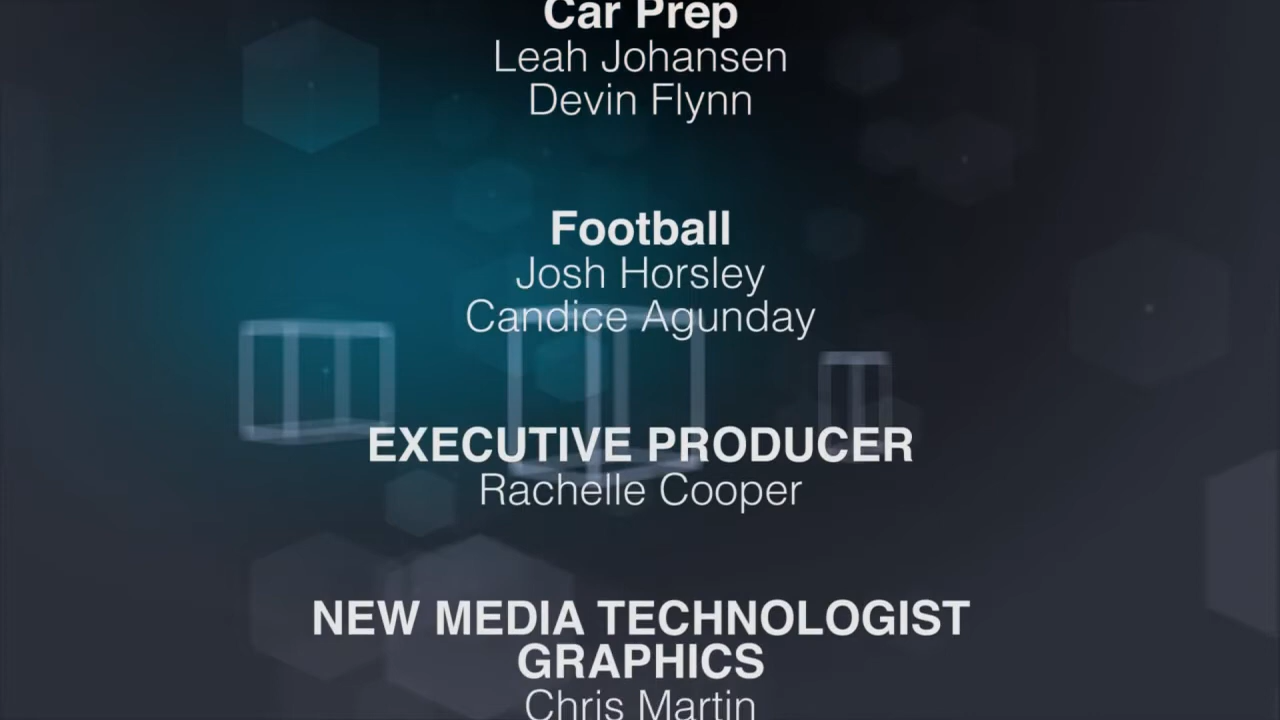 Car Prep
Leah Johansen
Devin Flynn
Football
Josh Horsley
Candice Agunday
EXECUTIVE PRODUCER
Rachelle Cooper
NEW MEDIA TECHNOLOGIST
GRAPHICS
Chris Martin